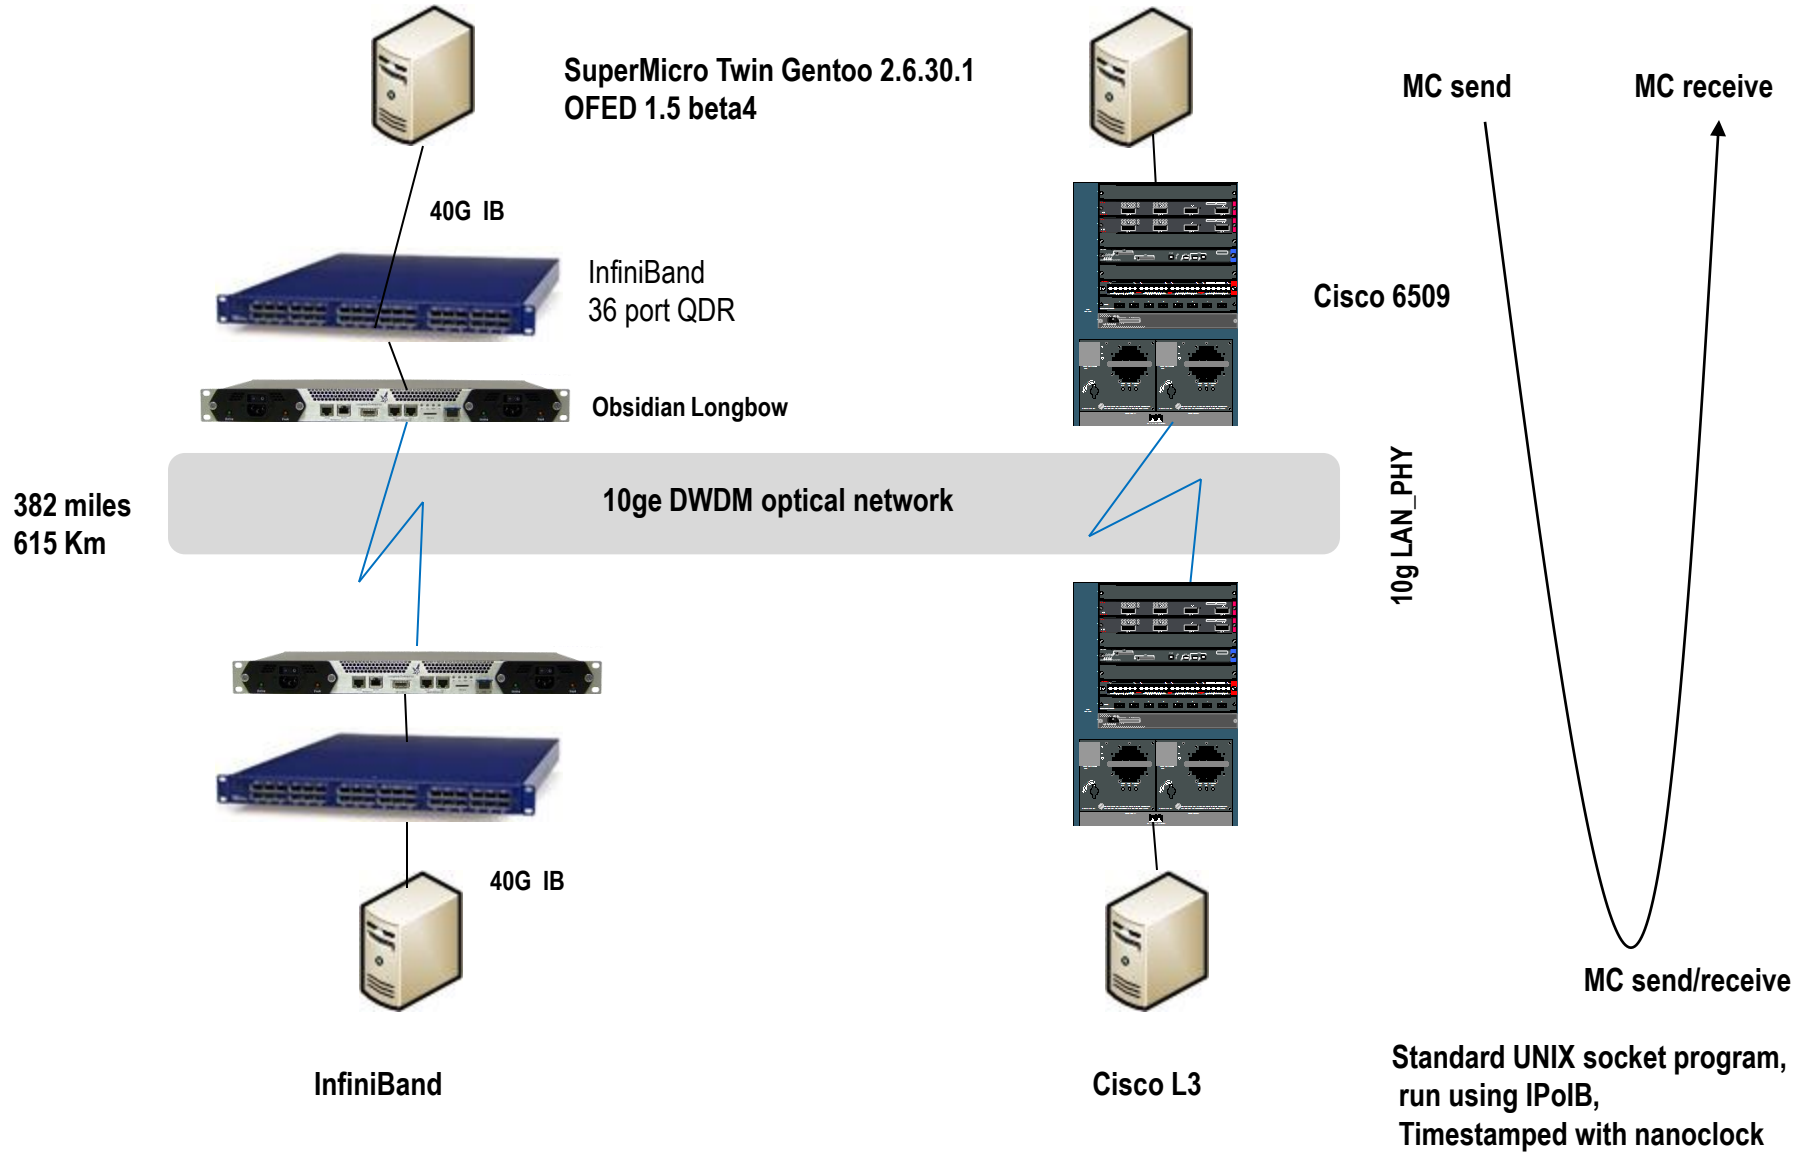 SuperMicro Twin Gentoo 2.6.30.1
OFED 1.5 beta4
MC send
MC receive
40G IB
InfiniBand
36 port QDR
Cisco 6509
Obsidian Longbow
382 miles
615 Km
10ge DWDM optical network
10g LAN_PHY
40G IB
MC send/receive
InfiniBand
Cisco L3
Standard UNIX socket program,
run using IPoIB,
Timestamped with nanoclock